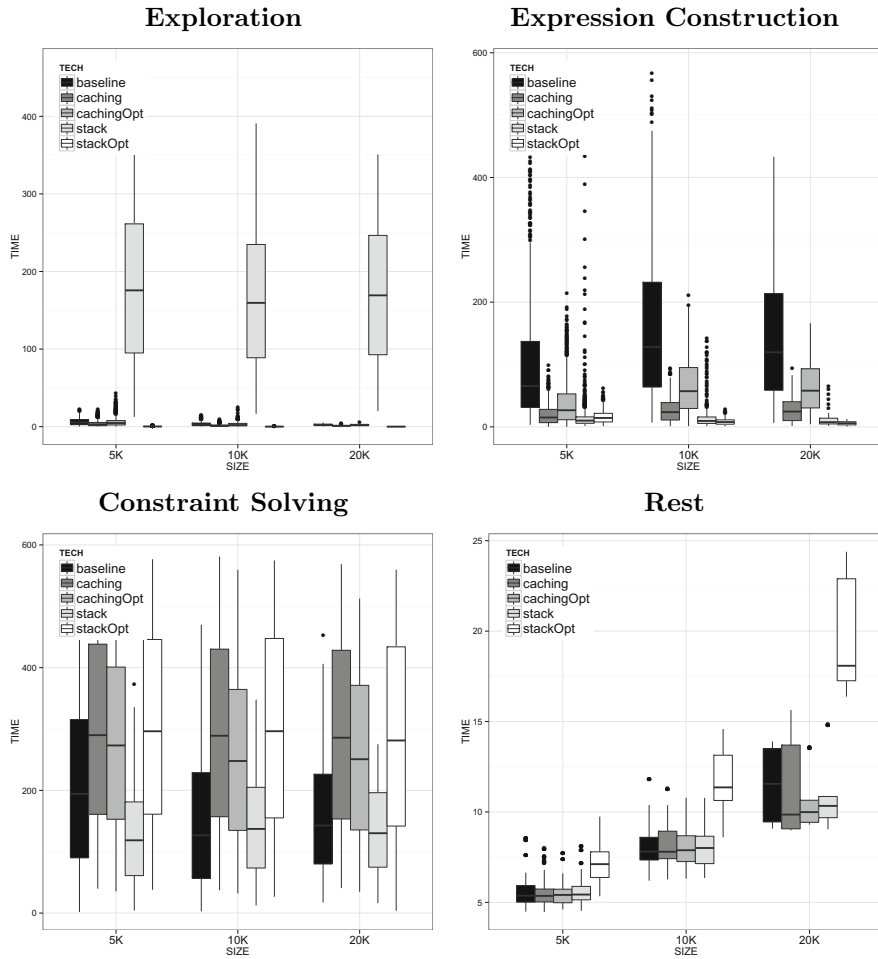 Exploration
TECH
baseline
caching
cachingOpt
stack
stackOpt
400
300
200
100
0
TIME
5K
10K
20K
SIZE
Expression Construction
TECH
baseline
caching
cachingOpt
stack
stackOpt
600
400
200
0
TIME
5K
10K
20K
SIZE
Constraint Solving
TECH
baseline
caching
cachingOpt
stack
stackOpt
600
400
200
0
TIME
5K
10K
20K
SIZE
Rest
TECH
baseline
caching
cachingOpt
stack
stackOpt
25
20
15
10
5
TIME
5K
10K
20K
SIZE